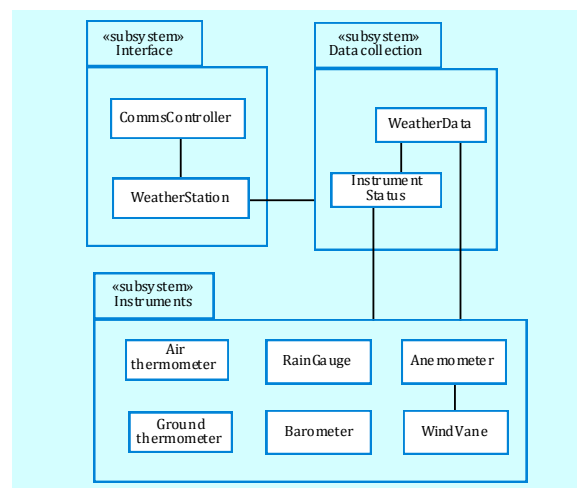 «subsystem»
Interface
«subsystem»
Data collection
CommsController
WeatherData
WeatherStation
Instrument
Status
«subsystem»
Instruments
Air
thermometer
RainGauge
Anemometer
Ground
thermometer
Barometer
WindVane